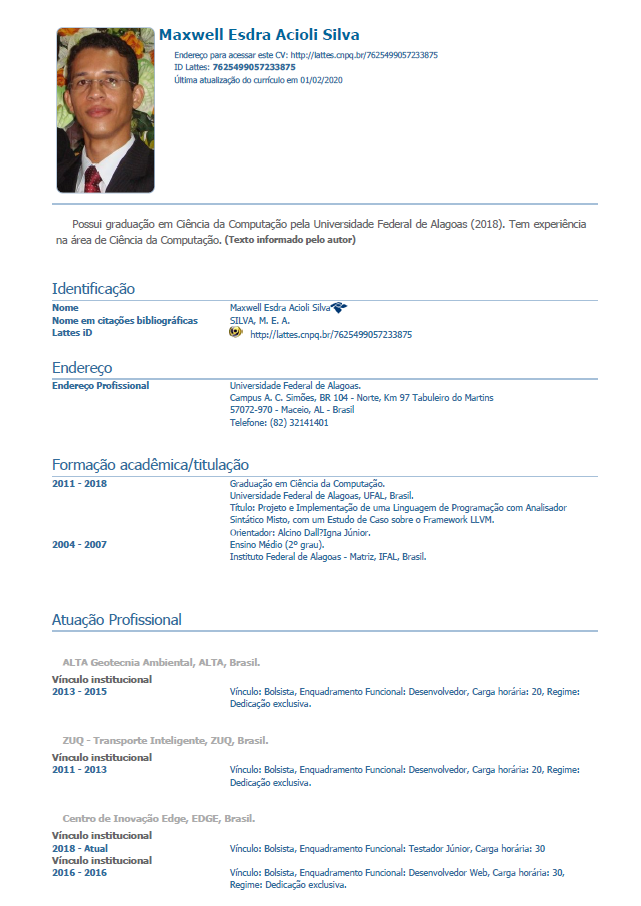 Maxwell Esdra Acioli Silva
Endereço para acessar este CV: http://lattes.cnpq.br/7625499057233875
ID Lattes: 7625499057233875
Última atualização do currículo em 01/02/2020
Possui graduação em Ciência da Computação pela Universidade Federal de Alagoas (2018). Tem experiência
na área de Ciência da Computação. (Texto informado pelo autor)
Identificação
Nome Maxwell Esdra Acioli Silva
Nome em citações bibliográficas SILVA, M. E. A.
Lattes iD http://lattes.cnpq.br/7625499057233875
Endereço
Endereço Profissional Universidade Federal de Alagoas.
Campus A. C. Simões, BR 104 - Norte, Km 97 Tabuleiro do Martins
57072-970 - Maceio, AL - Brasil
Telefone: (82) 32141401
Formação acadêmica/titulação
2011 - 2018 Graduação em Ciência da Computação.
Universidade Federal de Alagoas, UFAL, Brasil.
Título: Projeto e Implementação de uma Linguagem de Programação com Analisador
Sintático Misto, com um Estudo de Caso sobre o Framework LLVM.
Orientador: Alcino Dall?Igna Júnior.
2004 - 2007 Ensino Médio (2º grau).
Instituto Federal de Alagoas - Matriz, IFAL, Brasil.
Atuação Profissional
ALTA Geotecnia Ambiental, ALTA, Brasil.
Vínculo institucional
2013 - 2015 Vínculo: Bolsista, Enquadramento Funcional: Desenvolvedor, Carga horária: 20, Regime:
Dedicação exclusiva.
ZUQ - Transporte Inteligente, ZUQ, Brasil.
Vínculo institucional
2011 - 2013 Vínculo: Bolsista, Enquadramento Funcional: Desenvolvedor, Carga horária: 20, Regime:
Dedicação exclusiva.
Centro de Inovação Edge, EDGE, Brasil.
Vínculo institucional
2018 - Atual Vínculo: Bolsista, Enquadramento Funcional: Testador Júnior, Carga horária: 30
Vínculo institucional
2016 - 2016 Vínculo: Bolsista, Enquadramento Funcional: Desenvolvedor Web, Carga horária: 30,
Regime: Dedicação exclusiva.